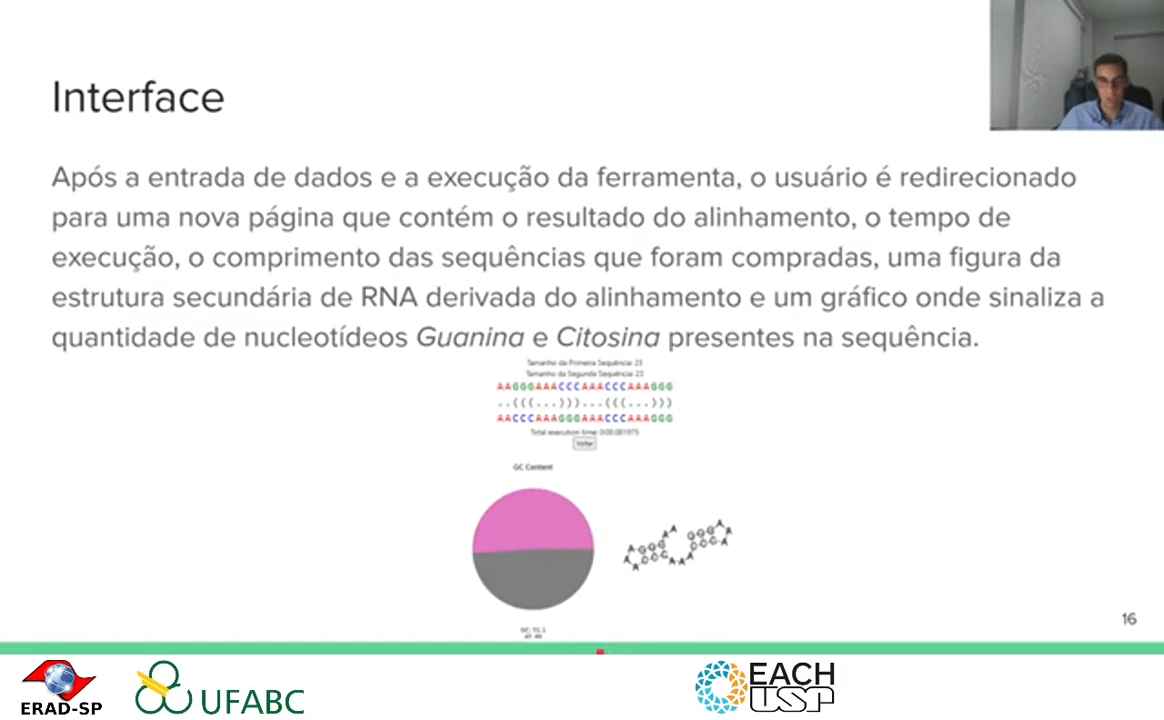 Interface
Após a entrada de dados e a execução da ferramenta, o usuário é redirecionado
para uma nova página que contém o resultado do alinhamento, o tempo de
execução, o comprimento das sequências que foram compradas, uma figura da
estrutura secundária de RNA derivada do alinhamento e um gráfico onde sinaliza a
quantidade de nucleotídeos Guanina e Citosina presentes na sequência.
Tamanho da Primeira Sequência: 23
Tamanho da Segunda Sequência: 23
AAGGGAAACCCAAACCCAAAGGG
..(((...)))...(((...)))
AACCCAAAGGGAAACCCAAAGGG
Total execution time:
Voltar
GC Content
16
ERAD-SP
UFABC
EACH
USP